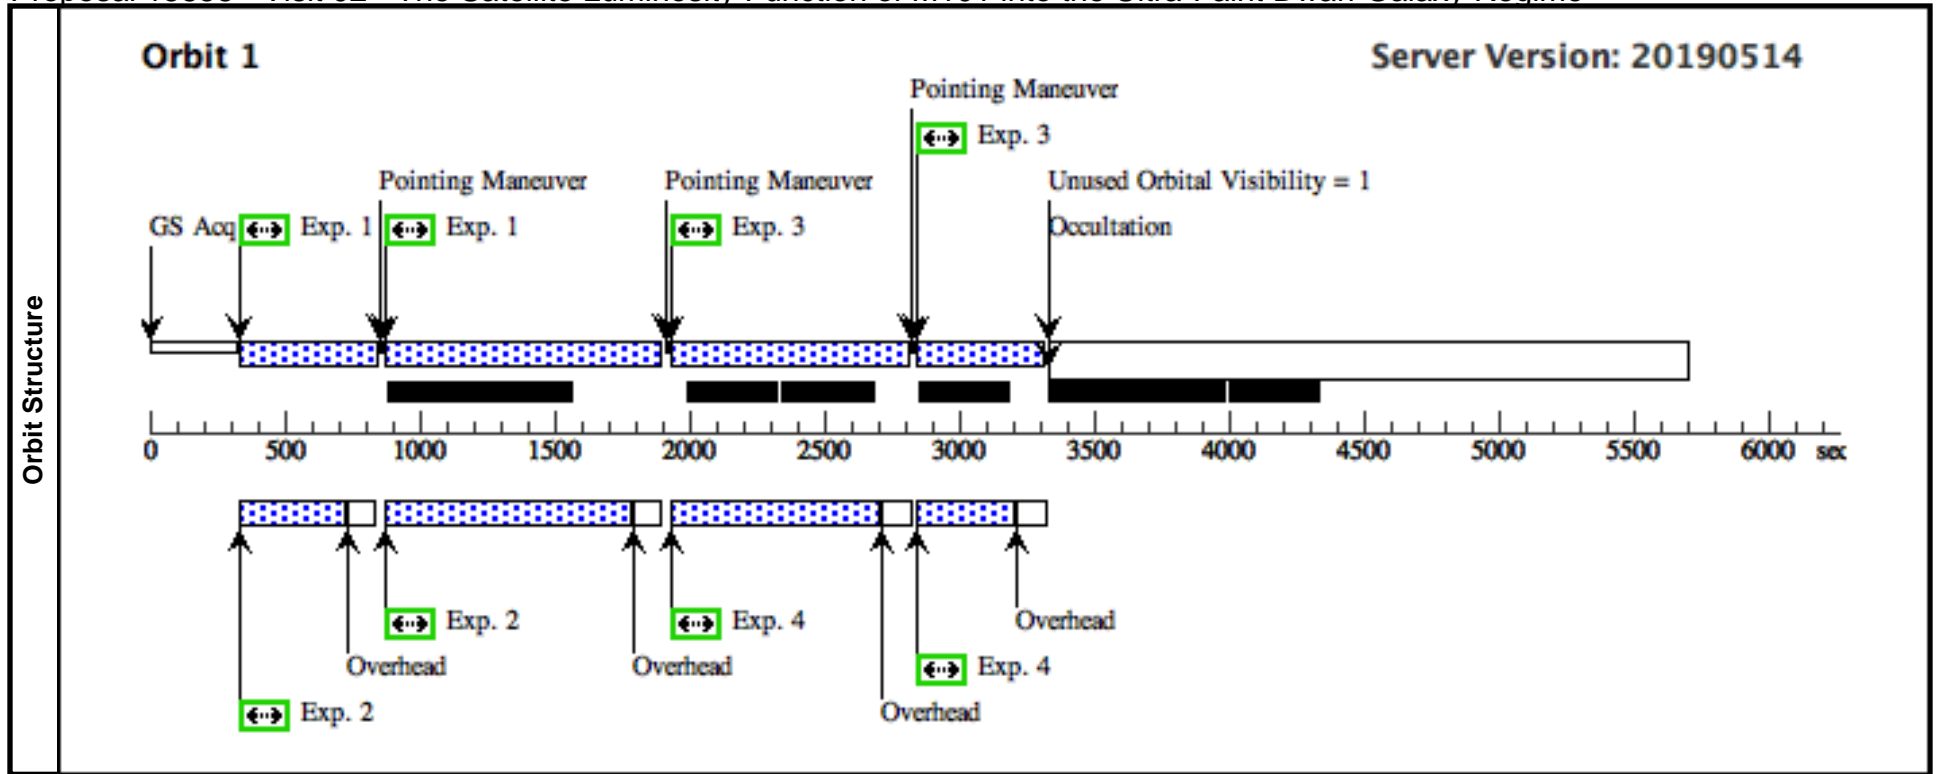 Orbit 1
Server Version: 20190514
Pointing Maneuver
Exp. 3
Pointing Maneuver
Pointing Maneuver
Unused Orbital Visibility = 1
GS Acq
Exp. 1
Exp. 1
Exp. 3
Occultation
Orbit Structure
0 500 1000 1500 2000 2500 3000 3500 4000 4500 5000 5500 6000 sec
Exp. 2
Exp. 4
Overhead
Overhead
Overhead
Exp. 4
Exp. 2
Overhead